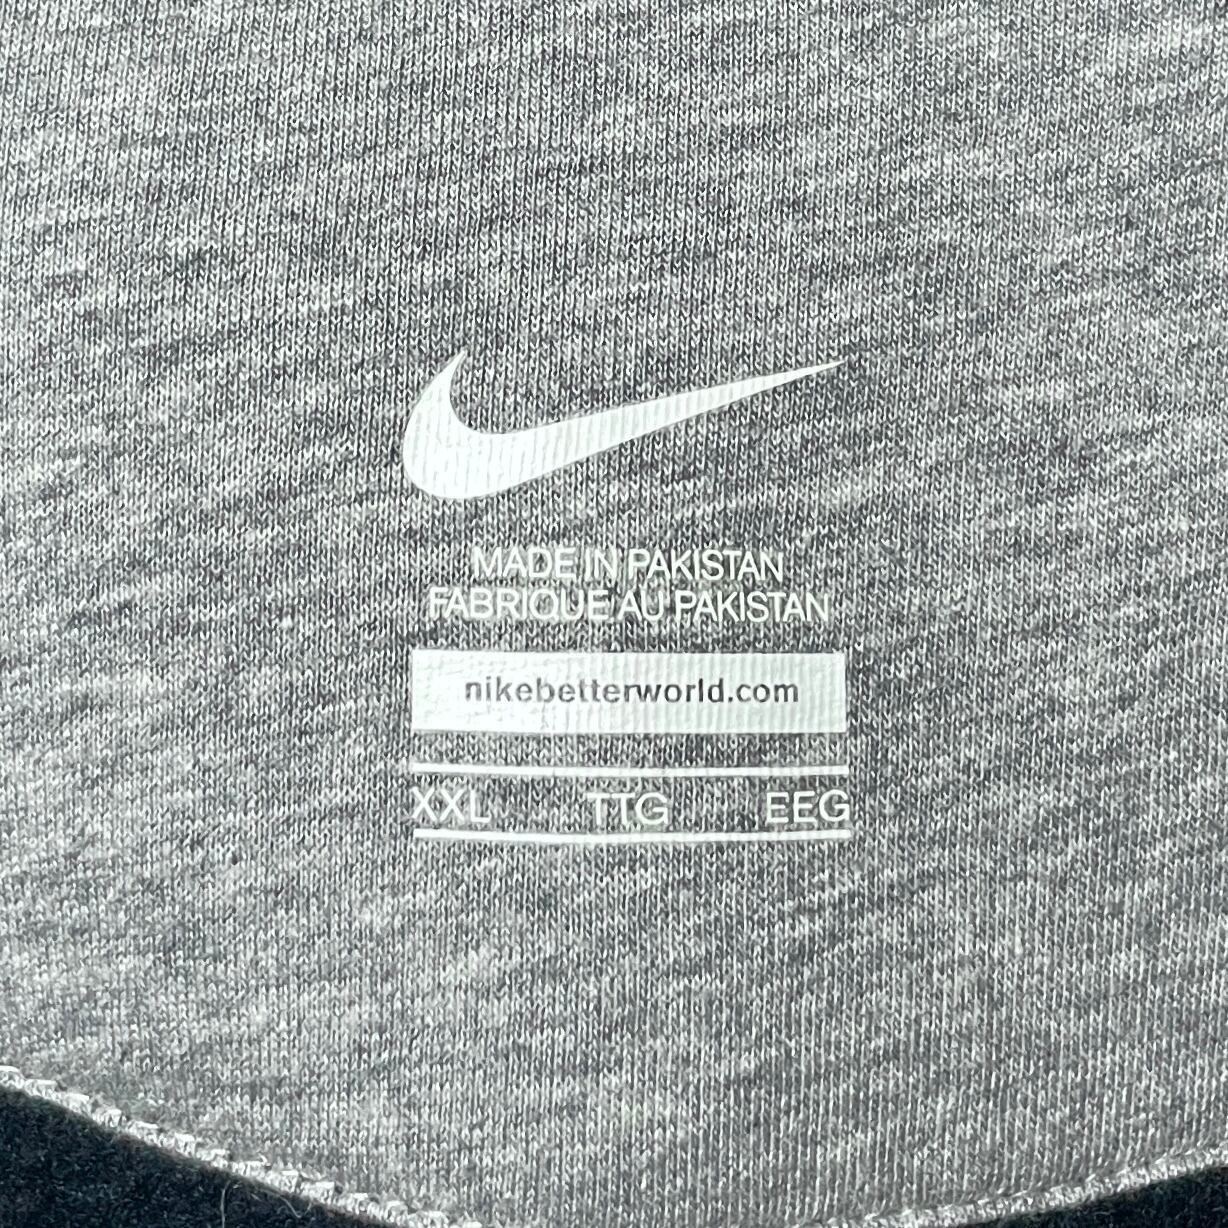 MADE IN PAKISTAN
FABRIQUE AU PAKISTAN
nikebetterworld.com
XXL TTG EEG